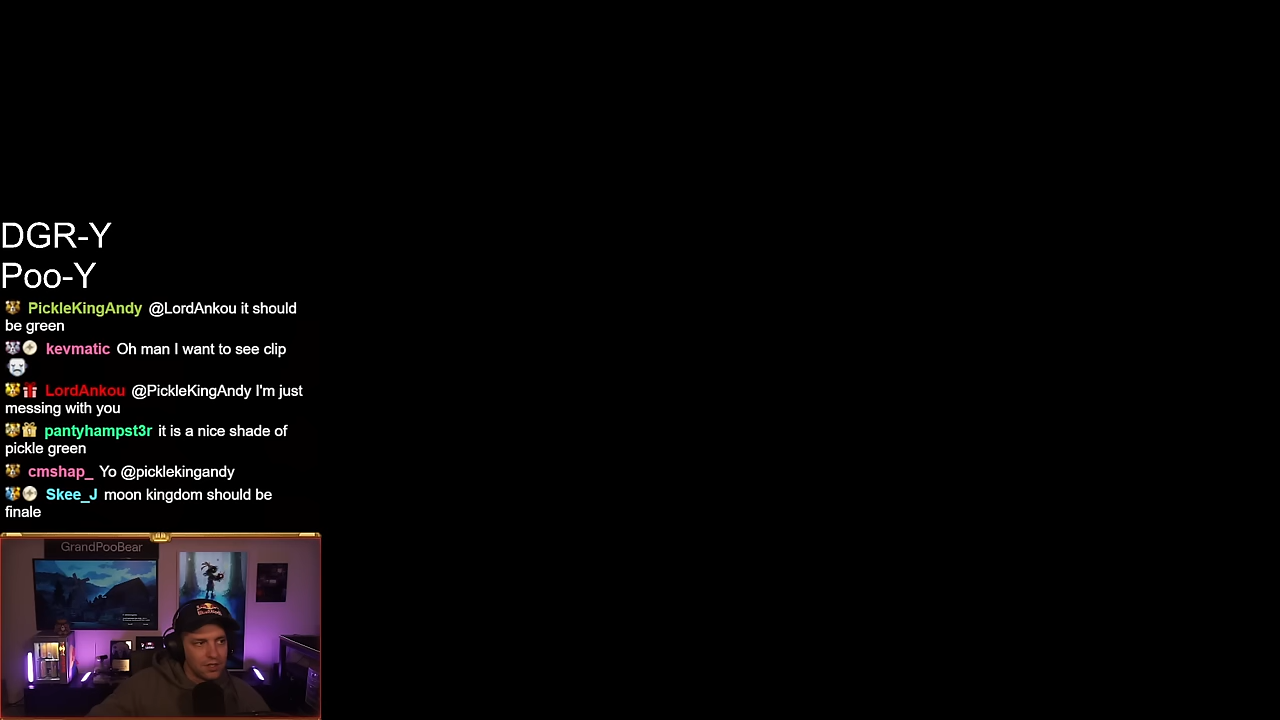 DGR-Y
Poo-Y
PickleKingAndy @LordAnkou it should
be green
kevmatic Oh man I want to see clip
LordAnkou @PickleKingAndy I'm just
messing with you
pantyhampst3r it is a nice shade of
pickle green
cmshap_ Yo @picklekingandy
Skee_J moon kingdom should be
finale
GrandPooBear